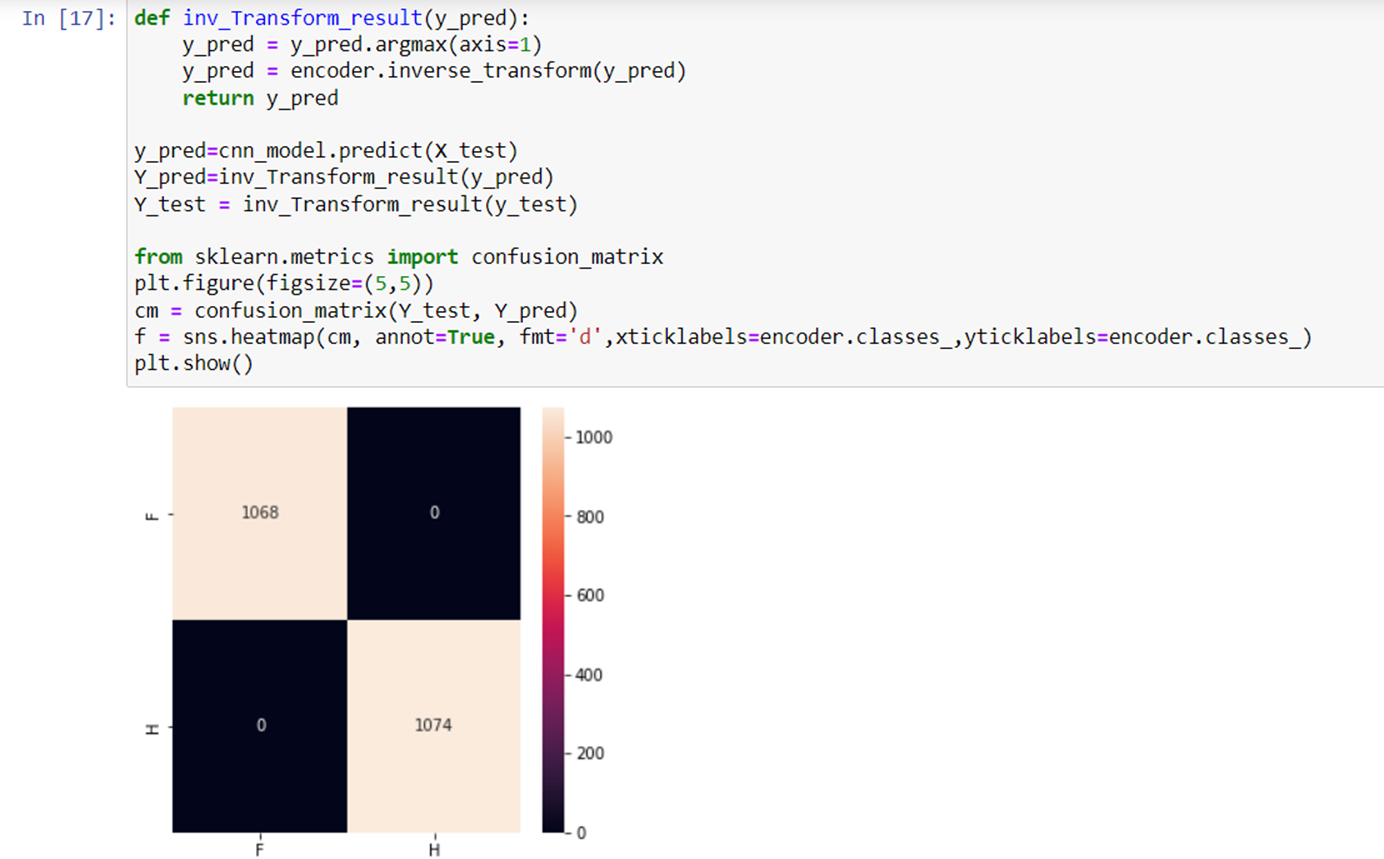 In [17]:
def inv_Transform_result(y_pred):
    y_pred = y_pred.argmax(axis=1)
    y_pred = encoder.inverse_transform(y_pred)
    return y_pred
y_pred=cnn_model.predict(X_test)
Y_pred=inv_Transform_result(y_pred)
Y_test = inv_Transform_result(y_test)
from sklearn.metrics import confusion_matrix
plt.figure(figsize=(5,5))
cm = confusion_matrix(Y_test, Y_pred)
f = sns.heatmap(cm, annot=True, fmt='d',xticklabels=encoder.classes_,yticklabels=encoder.classes_)
plt.show()
F
1068
0
H
0
1074
F
H
1000
800
600
400
200
0